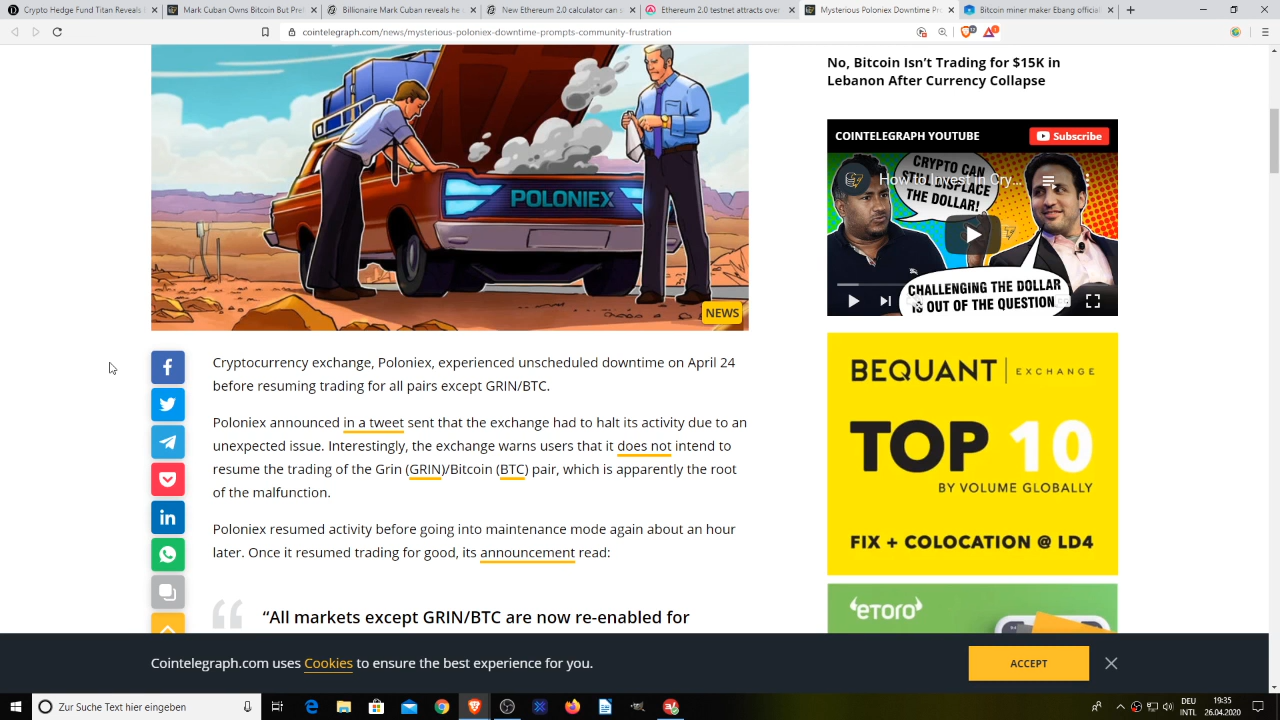 Crypto Hedge Fund Titan Reveals
Mark Cuban Owns Bitcoin But Pref
Billionaire Mark Cuban reveals he
New Ethereum 2.0 calculator can s
Ethereum 2.0 testnet attracts over
Mysterious Poloniex Downtime Pr
Bitcoin miner maker Ebang official
cointelegraph.com/news/mysterious-poloniex-downtime-prompts-community-frustration
No, Bitcoin Isn't Trading for $15K in
Lebanon After Currency Collapse
COINTELEGRAPH YOUTUBE
Subscribe
How to Invest in Cry...
CRYPTO CAN
STILL DISPLACE
THE DOLLAR!
CHALLENGING THE DOLLAR
IS OUT OF THE QUESTION
POLONIEX
NEWS
Cryptocurrency exchange, Poloniex, experienced unscheduled downtime on April 24
before resuming trading for all pairs except GRIN/BTC.
Poloniex announced in a tweet sent that the exchange had to halt its activity due to an
unexpected issue. Interestingly, the exchange warns users that it does not intend to
resume the trading of the Grin (GRIN)/Bitcoin (BTC) pair, which is apparently the root
of the malfunction.
Poloniex resumed activity before going into maintenance mode again about an hour
later. Once it resumed trading for good, its announcement read:
“All markets except GRIN/BTC are now re-enabled for
BEQUANT | EXCHANGE
TOP 10
BY VOLUME GLOBALLY
FIX + COLOCATION @ LD4
‘eToro’
Cointelegraph.com uses Cookies to ensure the best experience for you.
ACCEPT
Zur Suche Text hier eingeben
DEU
INTL
19:35
26.04.2020